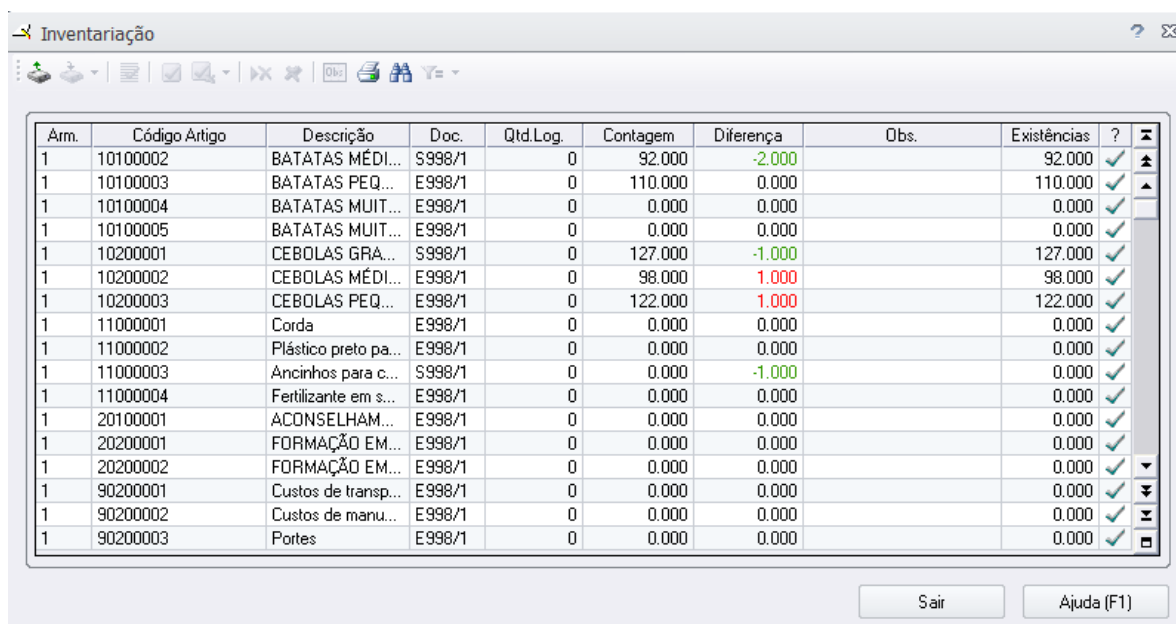 Inventariação
Obs
Arm. Código Artigo Descrição Doc. Qtd.Log. Contagem Diferença Obs. Existências ?
1 10100002 BATATAS MÉDI... S998/1 0 92.000 -2.000 92.000
1 10100003 BATATAS PEQ... E998/1 0 110.000 0.000 110.000
1 10100004 BATATAS MUIT... E998/1 0 0.000 0.000 0.000
1 10100005 BATATAS MUIT... E998/1 0 0.000 0.000 0.000
1 10200001 CEBOLAS GRA... S998/1 0 127.000 -1.000 127.000
1 10200002 CEBOLAS MÉDI... E998/1 0 98.000 1.000 98.000
1 10200003 CEBOLAS PEQ... E998/1 0 122.000 1.000 122.000
1 11000001 Corda E998/1 0 0.000 0.000 0.000
1 11000002 Plástico preto pa... E998/1 0 0.000 0.000 0.000
1 11000003 Ancinhos para c... S998/1 0 0.000 -1.000 0.000
1 11000004 Fertilizante em s... E998/1 0 0.000 0.000 0.000
1 20100001 ACONSELHAM... E998/1 0 0.000 0.000 0.000
1 20200001 FORMAÇÃO EM... E998/1 0 0.000 0.000 0.000
1 20200002 FORMAÇÃO EM... E998/1 0 0.000 0.000 0.000
1 90200001 Custos de transp... E998/1 0 0.000 0.000 0.000
1 90200002 Custos de manu... E998/1 0 0.000 0.000 0.000
1 90200003 Portes E998/1 0 0.000 0.000 0.000
Sair Ajuda (F1)